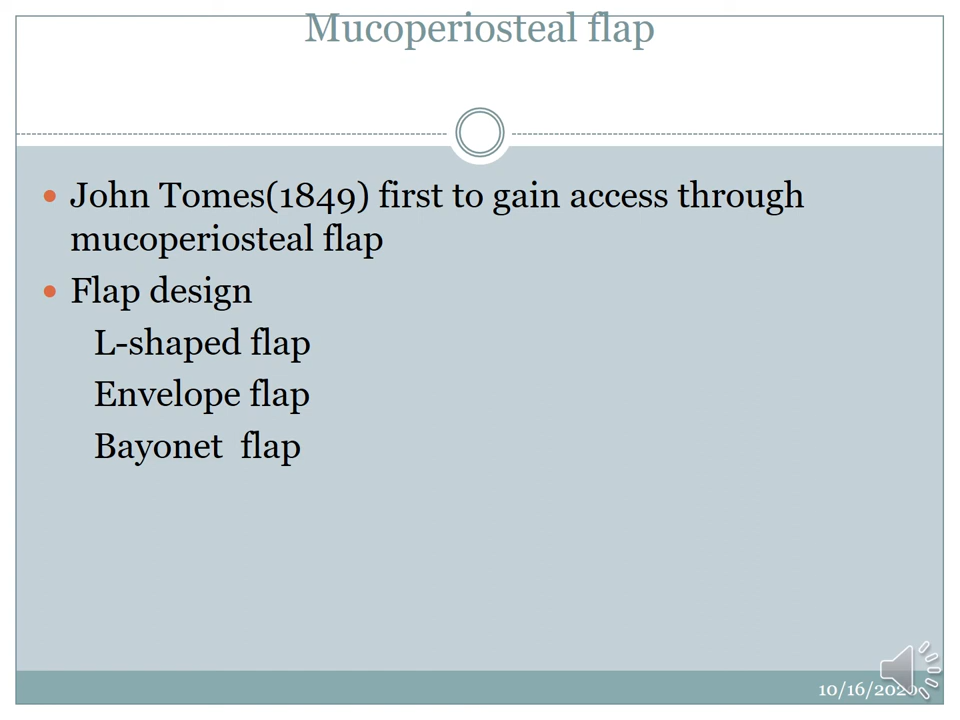 Mucoperiosteal flap
John Tomes(1849) first to gain access through
mucoperiosteal flap
Flap design
L-shaped flap
Envelope flap
Bayonet flap
10/16/2020